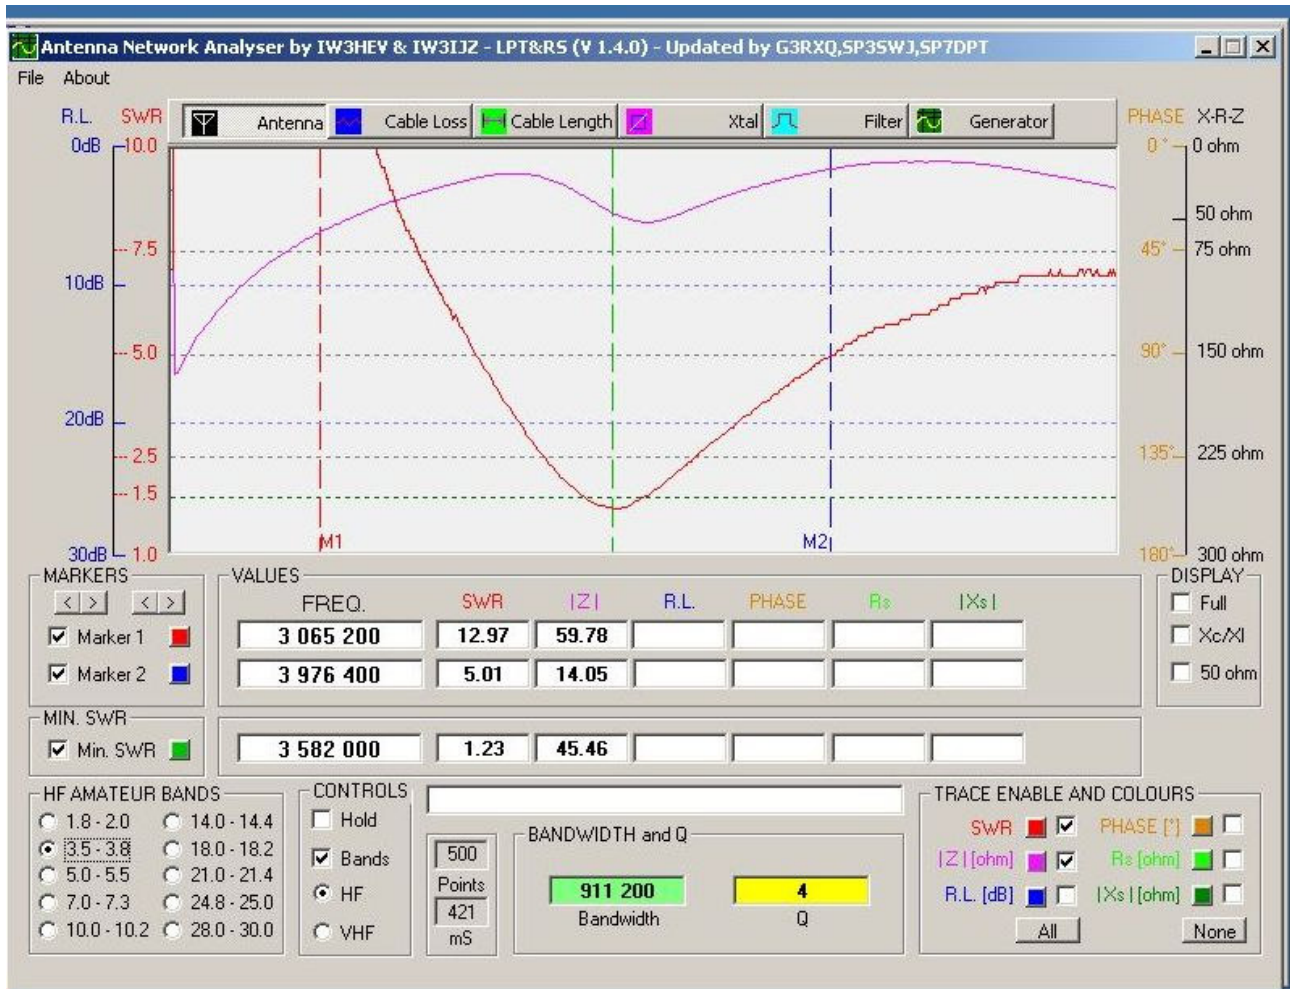 Antenna Network Analyser by IW3HEV & IW3IJZ - LPT&RS (V 1.4.0) - Updated by G3RXQ,SP3SWJ,SP7DPT
File About
R.L. SWR Antenna Cable Loss Cable Length Xtal Filter Generator PHASE X-R-Z
0dB 10.0 0 ° 0 ohm
50 ohm
7.5 45° 75 ohm
10dB
5.0 90° 150 ohm
20dB
2.5 135° 225 ohm
1.5
M1 M2
30dB 1.0 180° 300 ohm
MARKERS VALUES DISPLAY
< > < > FREQ. SWR |Z| R.L. PHASE Rs |Xs| Full
Marker 1 3 065 200 12.97 59.78 Xc/Xl
Marker 2 3 976 400 5.01 14.05 50 ohm
MIN. SWR
Min. SWR 3 582 000 1.23 45.46
HF AMATEUR BANDS CONTROLS TRACE ENABLE AND COLOURS
1.8 - 2.0 14.0 - 14.4 Hold SWR PHASE [°]
3.5 - 3.8 18.0 - 18.2 Bands 500 BANDWIDTH and Q |Z| [ohm] Rs [ohm]
5.0 - 5.5 21.0 - 21.4 HF Points 911 200 4 R.L. [dB] |Xs| [ohm]
7.0 - 7.3 24.8 - 25.0 421 Bandwidth Q
10.0 - 10.2 28.0 - 30.0 VHF mS All None